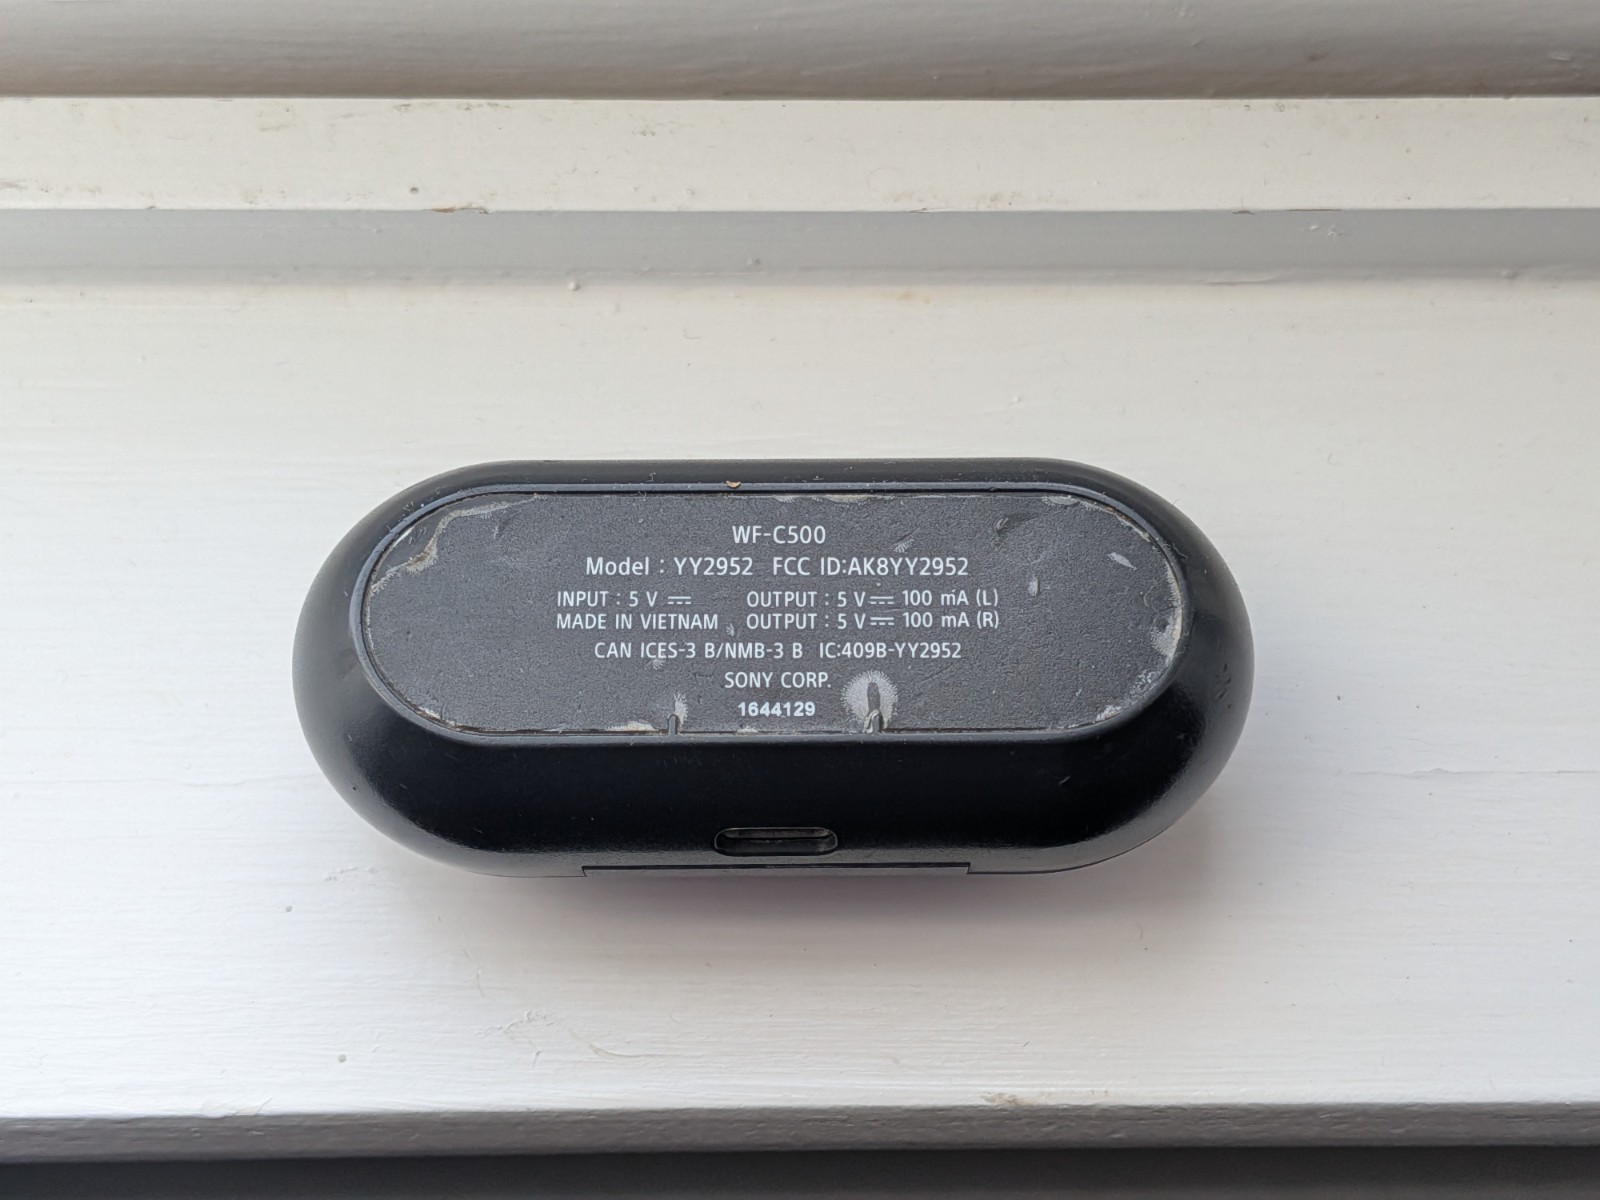 WF-C500
Model : YY2952 FCC ID:AK8YY2952
INPUT : 5 V ⎓ OUTPUT : 5 V ⎓ 100 mA (L)
MADE IN VIETNAM OUTPUT : 5 V ⎓ 100 mA (R)
CAN ICES-3 B/NMB-3 B IC:409B-YY2952
SONY CORP.
1644129